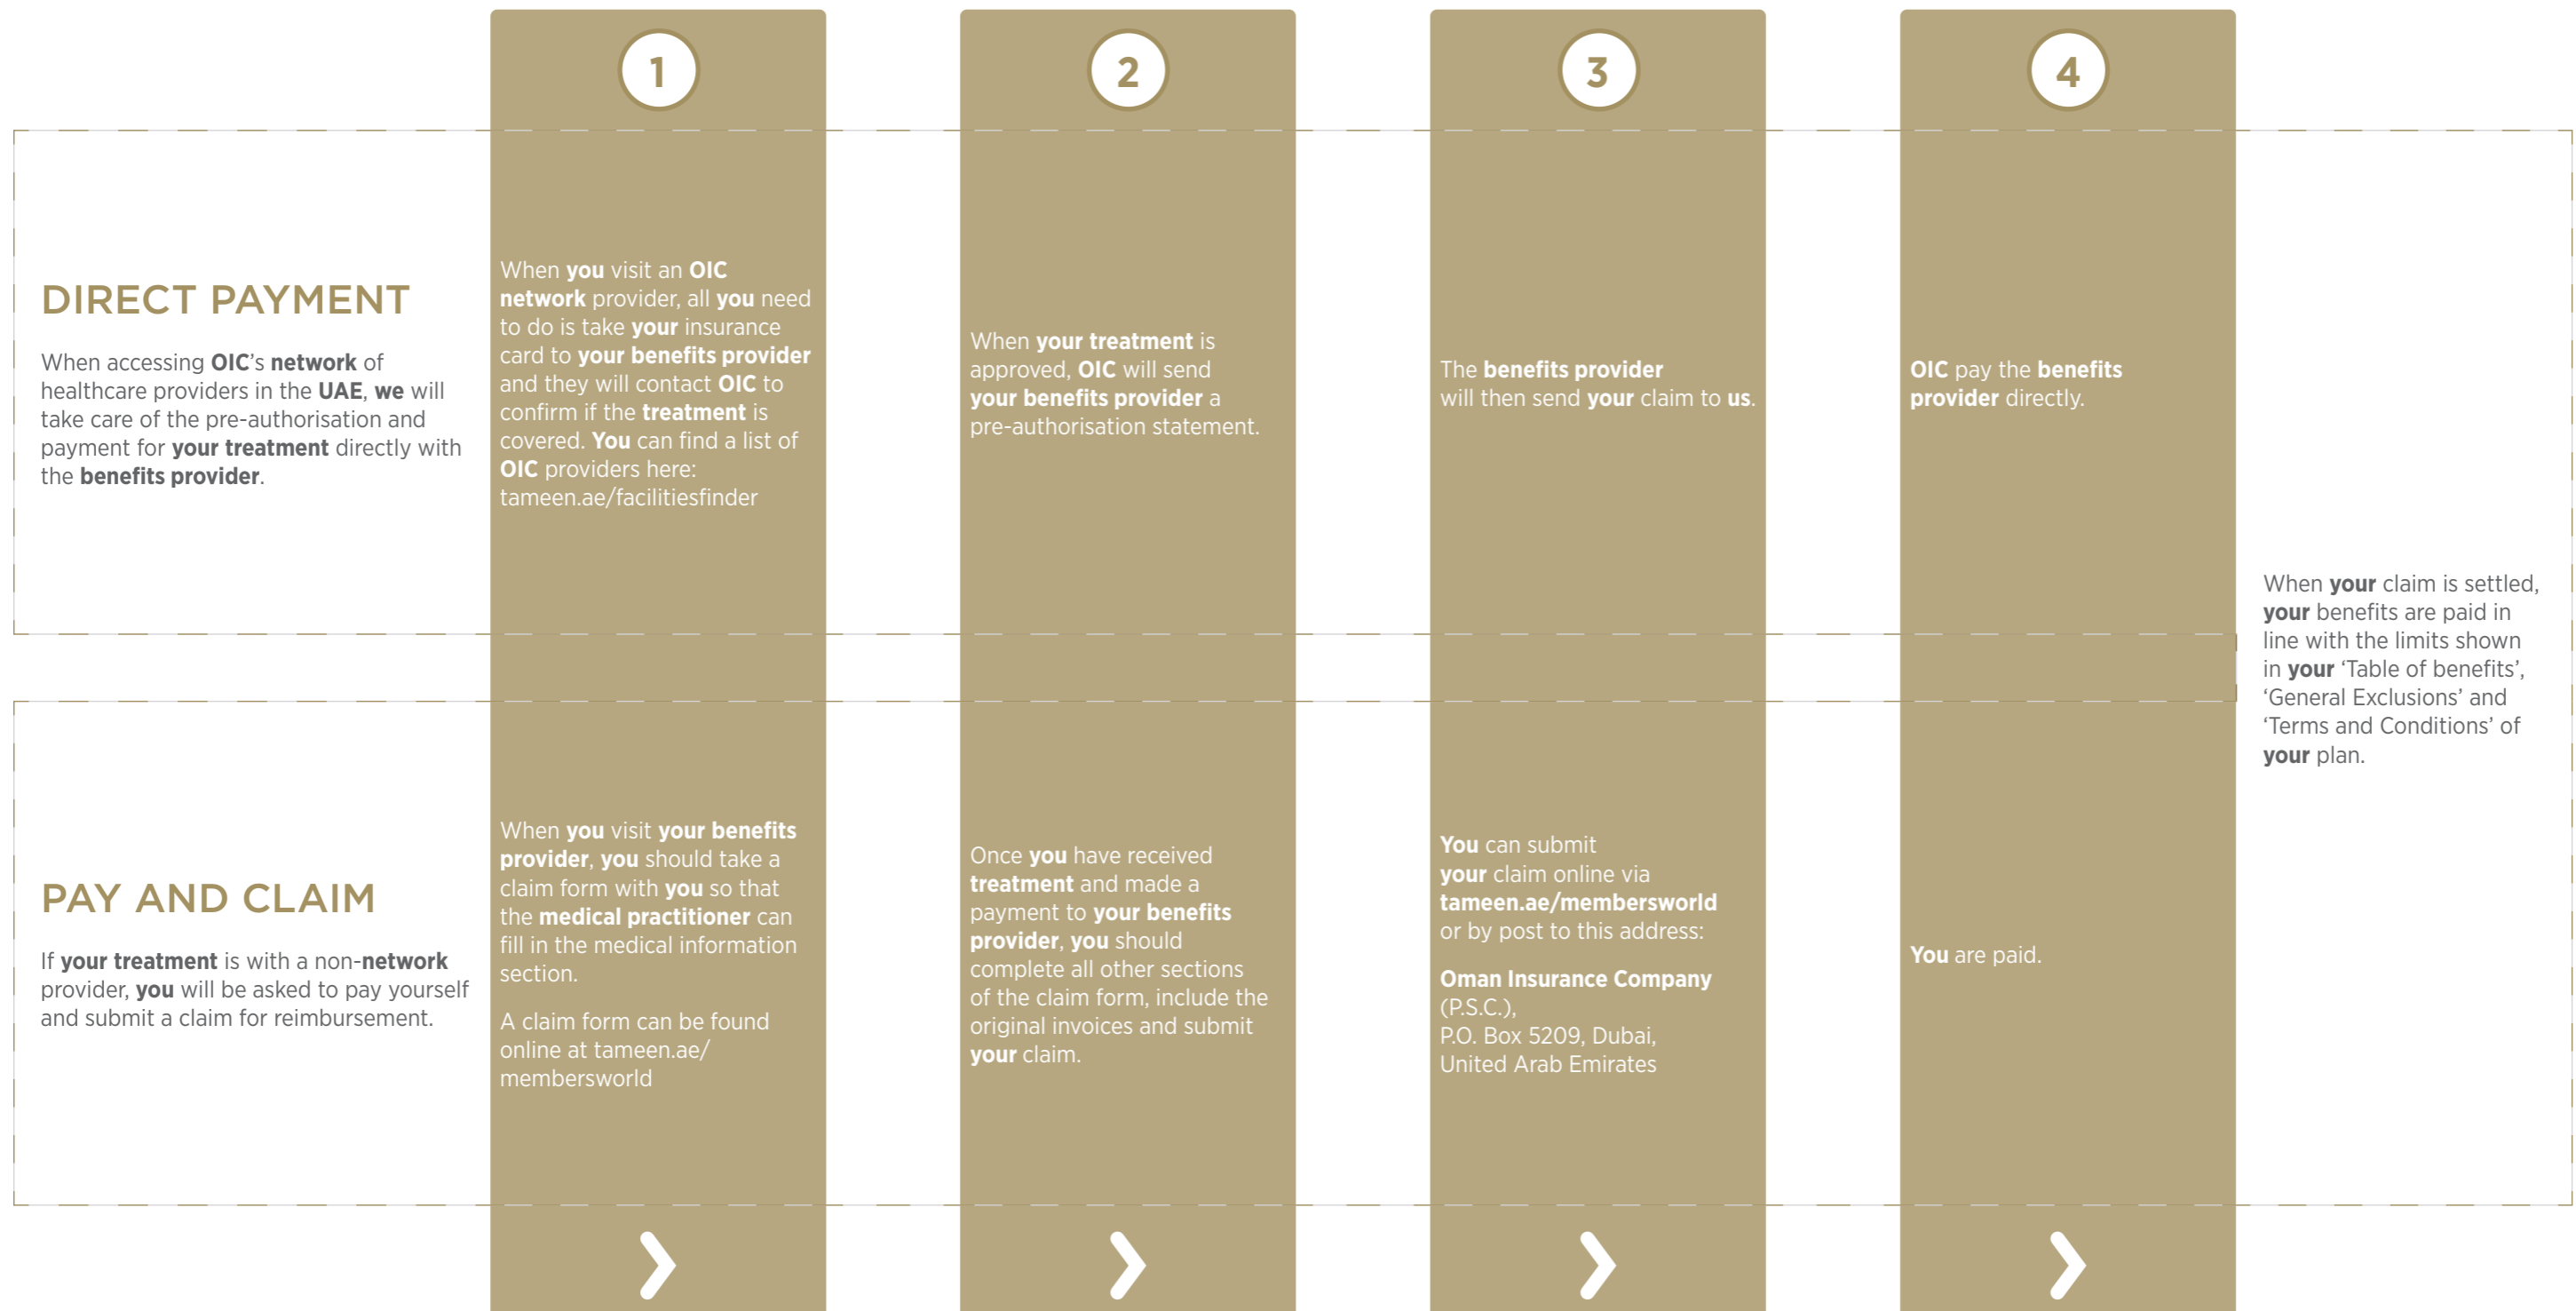 1
2
3
4
DIRECT PAYMENT
When accessing OIC's network of
healthcare providers in the UAE, we will
take care of the pre-authorisation and
payment for your treatment directly with
the benefits provider.
When you visit an OIC
network provider, all you need
to do is take your insurance
card to your benefits provider
and they will contact OIC to
confirm if the treatment is
covered. You can find a list of
OIC providers here:
tameen.ae/facilitiesfinder
When your treatment is
approved, OIC will send
your benefits provider a
pre-authorisation statement.
The benefits provider
will then send your claim to us.
OIC pay the benefits
provider directly.
PAY AND CLAIM
If your treatment is with a non-network
provider, you will be asked to pay yourself
and submit a claim for reimbursement.
When you visit your benefits
provider, you should take a
claim form with you so that
the medical practitioner can
fill in the medical information
section.
A claim form can be found
online at tameen.ae/
membersworld
Once you have received
treatment and made a
payment to your benefits
provider, you should
complete all other sections
of the claim form, include the
original invoices and submit
your claim.
You can submit
your claim online via
tameen.ae/membersworld
or by post to this address:
Oman Insurance Company
(P.S.C.),
P.O. Box 5209, Dubai,
United Arab Emirates
You are paid.
When your claim is settled,
your benefits are paid in
line with the limits shown
in your ‘Table of benefits’,
‘General Exclusions’ and
‘Terms and Conditions’ of
your plan.